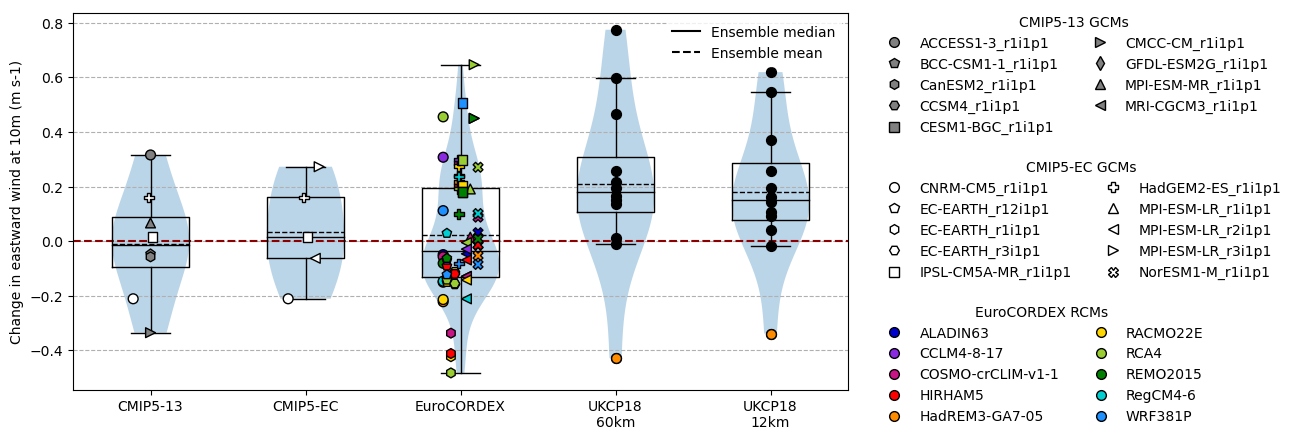 Change in eastward wind at 10m (m s-1)
0.8
0.6
0.4
0.2
0.0
−0.2
−0.4
Ensemble median
Ensemble mean
CMIP5-13
CMIP5-EC
EuroCORDEX
UKCP18
60km
UKCP18
12km
CMIP5-13 GCMs
ACCESS1-3_r1i1p1
BCC-CSM1-1_r1i1p1
CanESM2_r1i1p1
CCSM4_r1i1p1
CESM1-BGC_r1i1p1
CMCC-CM_r1i1p1
GFDL-ESM2G_r1i1p1
MPI-ESM-MR_r1i1p1
MRI-CGCM3_r1i1p1
CMIP5-EC GCMs
CNRM-CM5_r1i1p1
EC-EARTH_r12i1p1
EC-EARTH_r1i1p1
EC-EARTH_r3i1p1
IPSL-CM5A-MR_r1i1p1
HadGEM2-ES_r1i1p1
MPI-ESM-LR_r1i1p1
MPI-ESM-LR_r2i1p1
MPI-ESM-LR_r3i1p1
NorESM1-M_r1i1p1
EuroCORDEX RCMs
ALADIN63
CCLM4-8-17
COSMO-crCLIM-v1-1
HIRHAM5
HadREM3-GA7-05
RACMO22E
RCA4
REMO2015
RegCM4-6
WRF381P